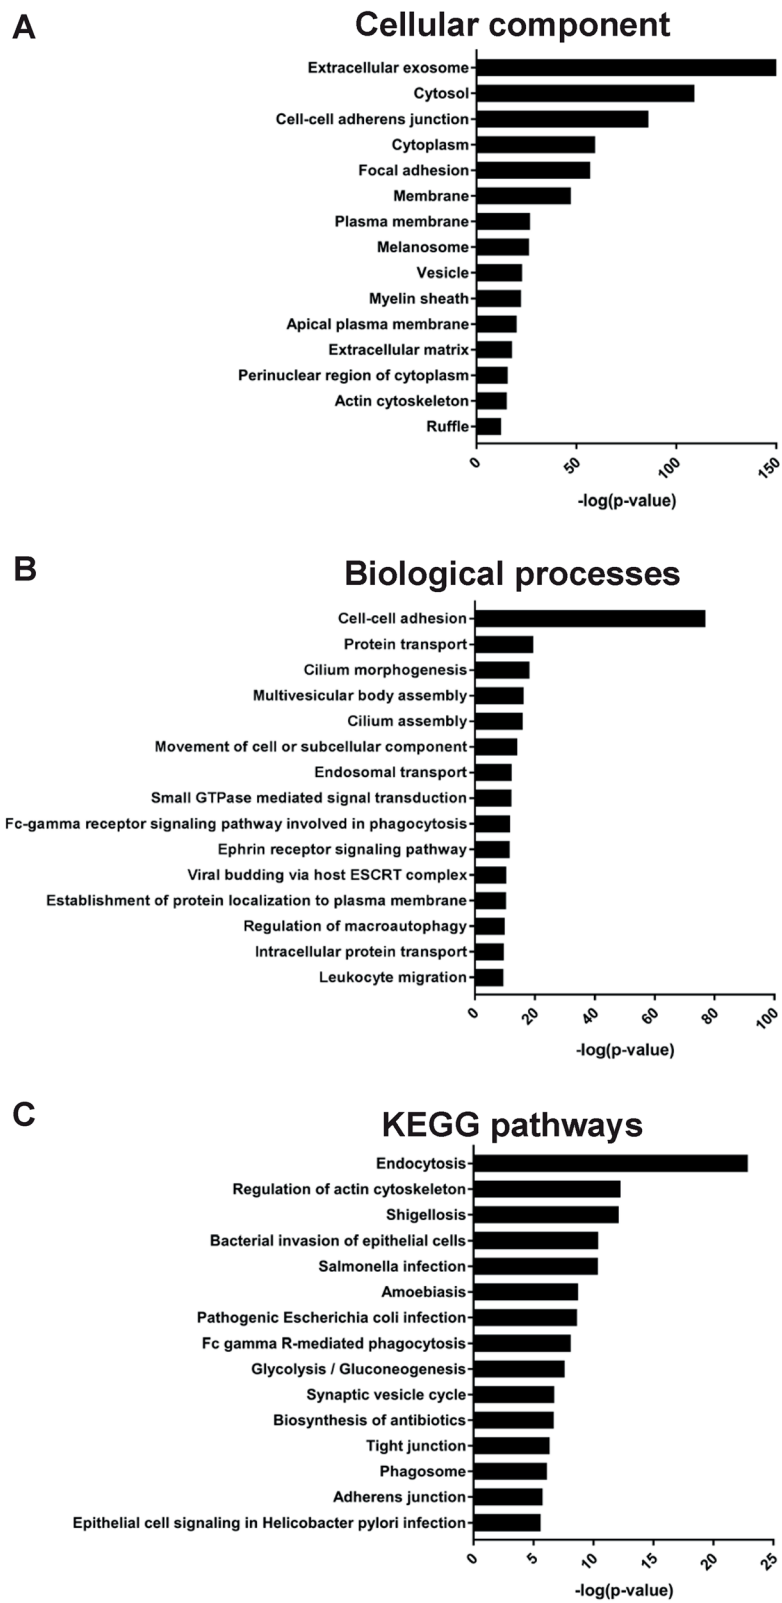 A
Cellular component
Extracellular exosome
Cytosol
Cell-cell adherens junction
Cytoplasm
Focal adhesion
Membrane
Plasma membrane
Melanosome
Vesicle
Myelin sheath
Apical plasma membrane
Extracellular matrix
Perinuclear region of cytoplasm
Actin cytoskeleton
Ruffle
0 50 100 150
-log(p-value)
B
Biological processes
Cell-cell adhesion
Protein transport
Cilium morphogenesis
Multivesicular body assembly
Cilium assembly
Movement of cell or subcellular component
Endosomal transport
Small GTPase mediated signal transduction
Fc-gamma receptor signaling pathway involved in phagocytosis
Ephrin receptor signaling pathway
Viral budding via host ESCRT complex
Establishment of protein localization to plasma membrane
Regulation of macroautophagy
Intracellular protein transport
Leukocyte migration
0 20 40 60 80 100
-log(p-value)
C
KEGG pathways
Endocytosis
Regulation of actin cytoskeleton
Shigellosis
Bacterial invasion of epithelial cells
Salmonella infection
Amoebiasis
Pathogenic Escherichia coli infection
Fc gamma R-mediated phagocytosis
Glycolysis / Gluconeogenesis
Synaptic vesicle cycle
Biosynthesis of antibiotics
Tight junction
Phagosome
Adherens junction
Epithelial cell signaling in Helicobacter pylori infection
0 5 10 15 20 25
-log(p-value)